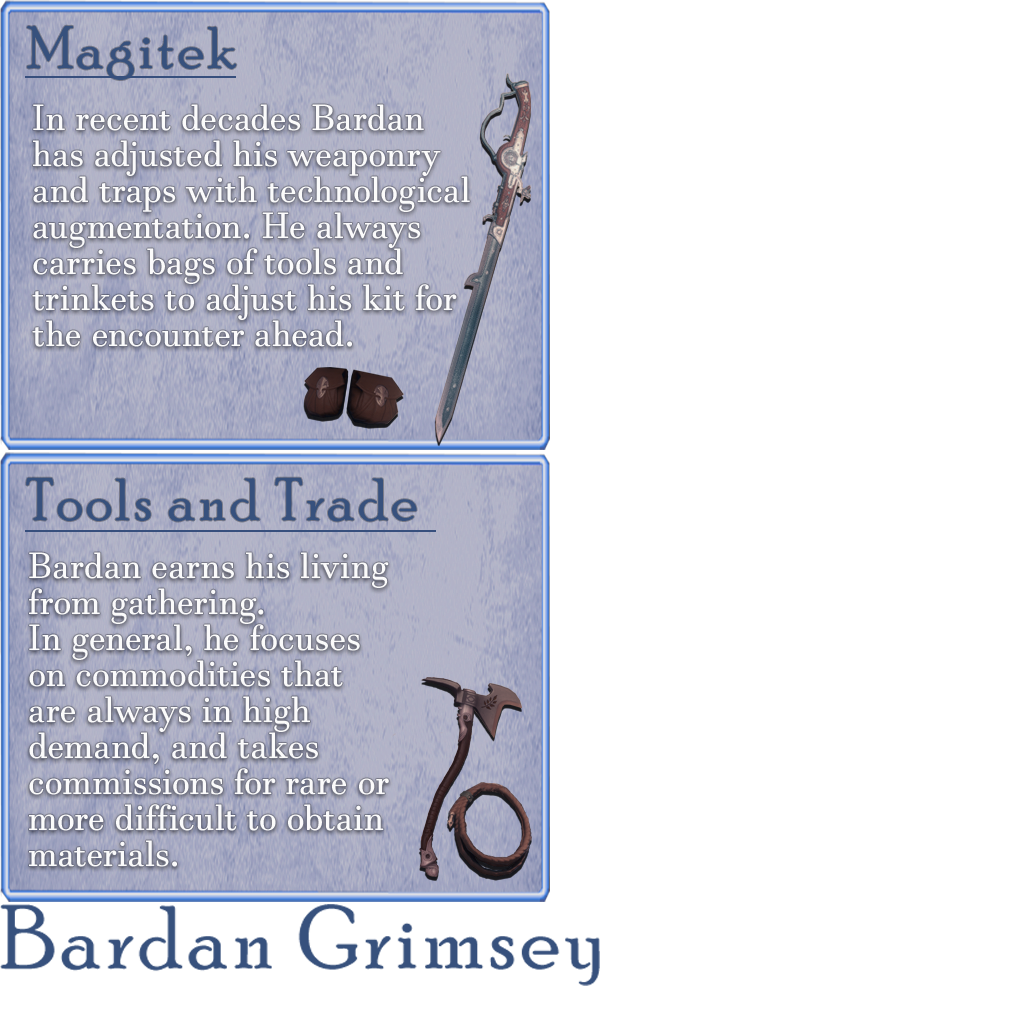 Magitek
In recent decades Bardan
has adjusted his weaponry
and traps with technological
augmentation. He always
carries bags of tools and
trinkets to adjust his kit for
the encounter ahead.
Tools and Trade
Bardan earns his living
from gathering.
In general, he focuses
on commodities that
are always in high
demand, and takes
commissions for rare or
more difficult to obtain
materials.
Bardan Grimsey